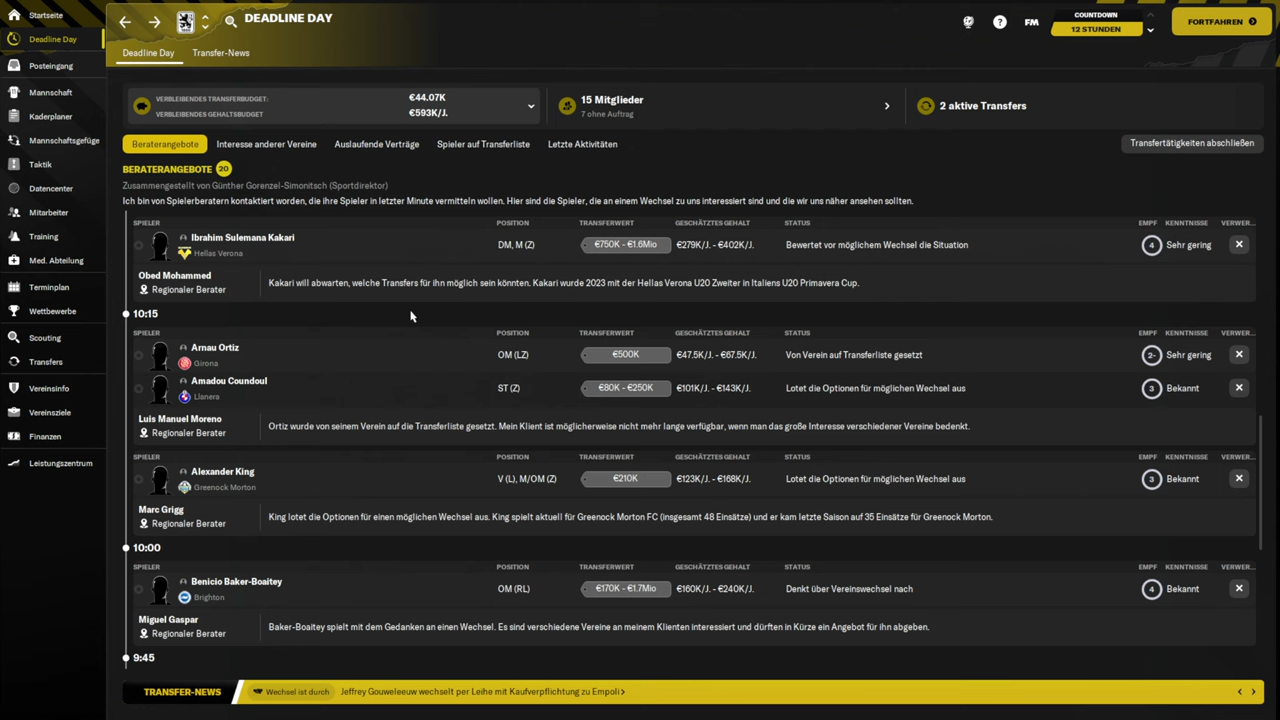 Startseite
DEADLINE DAY
FM
COUNTDOWN
12 STUNDEN
FORTFAHREN
Deadline Day
Deadline Day
Transfer-News
Posteingang
Mannschaft
Kaderplaner
Mannschaftsgefüge
Taktik
Datencenter
Mitarbeiter
Training
Med. Abteilung
Terminplan
Wettbewerbe
Scouting
Transfers
Vereinsinfo
Vereinsziele
Finanzen
Leistungszentrum
VERBLEIBENDES TRANSFERBUDGET: €44.07K
VERBLEIBENDES GEHALTSBUDGET €593K/J.
15 Mitglieder
7 ohne Auftrag
2 aktive Transfers
Beraterangebote Interesse anderer Vereine Auslaufende Verträge Spieler auf Transferliste Letzte Aktivitäten
Transfertätigkeiten abschließen
BERATERANGEBOTE 20
Zusammengestellt von Günther Gorenzel-Simonitsch (Sportdirektor)
Ich bin von Spielerberatern kontaktiert worden, die ihre Spieler in letzter Minute vermitteln wollen. Hier sind die Spieler, die an einem Wechsel zu uns interessiert sind und die wir uns näher ansehen sollten.
SPIELER POSITION TRANSFERWERT GESCHÄTZTES GEHALT STATUS EMPF KENNTNISSE VERWER...
Ibrahim Sulemana Kakari
Hellas Verona
DM, M (Z) €750K - €1.6Mio €279K/J. - €402K/J. Bewertet vor möglichem Wechsel die Situation 4 Sehr gering
Obed Mohammed
Regionaler Berater
Kakari will abwarten, welche Transfers für ihn möglich sein könnten. Kakari wurde 2023 mit der Hellas Verona U20 Zweiter in Italiens U20 Primavera Cup.
10:15
SPIELER POSITION TRANSFERWERT GESCHÄTZTES GEHALT STATUS EMPF KENNTNISSE VERWER...
Arnau Ortiz
Girona
OM (LZ) €500K €47.5K/J. - €67.5K/J. Von Verein auf Transferliste gesetzt 2- Sehr gering
Amadou Coundoul
Llanera
ST (Z) €80K - €250K €101K/J. - €143K/J. Lotet die Optionen für möglichen Wechsel aus 3 Bekannt
Luis Manuel Moreno
Regionaler Berater
Ortiz wurde von seinem Verein auf die Transferliste gesetzt. Mein Klient ist möglicherweise nicht mehr lange verfügbar, wenn man das große Interesse verschiedener Vereine bedenkt.
SPIELER POSITION TRANSFERWERT GESCHÄTZTES GEHALT STATUS EMPF KENNTNISSE VERWER...
Alexander King
Greenock Morton
V (L), M/OM (Z) €210K €123K/J. - €168K/J. Lotet die Optionen für möglichen Wechsel aus 3 Bekannt
Marc Grigg
Regionaler Berater
King lotet die Optionen für einen möglichen Wechsel aus. King spielt aktuell für Greenock Morton FC (insgesamt 48 Einsätze) und er kam letzte Saison auf 35 Einsätze für Greenock Morton.
10:00
SPIELER POSITION TRANSFERWERT GESCHÄTZTES GEHALT STATUS EMPF KENNTNISSE VERWER...
Benicio Baker-Boaitey
Brighton
OM (RL) €170K - €1.7Mio €160K/J. - €240K/J. Denkt über Vereinswechsel nach 4 Bekannt
Miguel Gaspar
Regionaler Berater
Baker-Boaitey spielt mit dem Gedanken an einen Wechsel. Es sind verschiedene Vereine an meinem Klienten interessiert und dürften in Kürze ein Angebot für ihn abgeben.
9:45
TRANSFER-NEWS Wechsel ist durch Jeffrey Gouweleeuw wechselt per Leihe mit Kaufverpflichtung zu Empoli